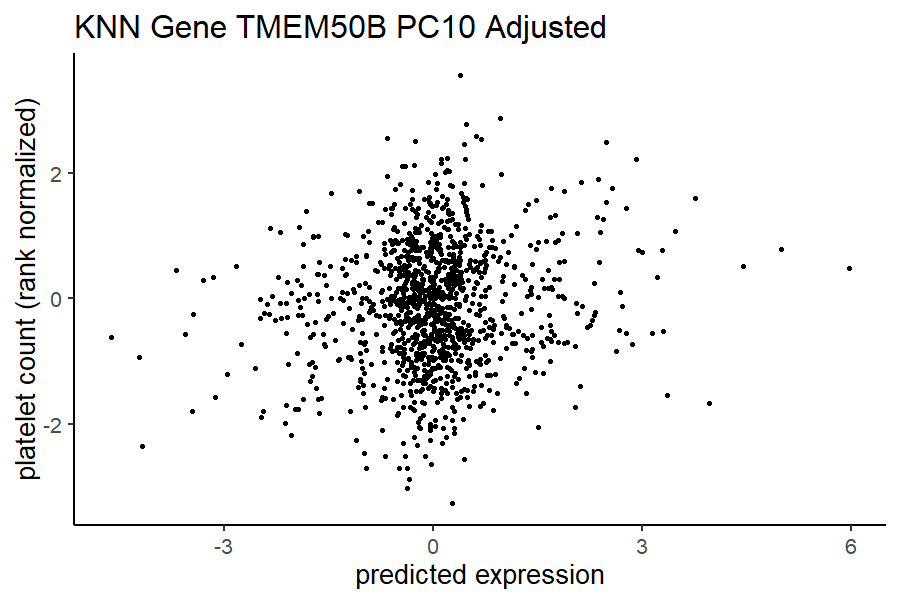 KNN Gene TMEM50B PC10 Adjusted
platelet count (rank normalized)
2
0
-2
-3
0
3
6
predicted expression